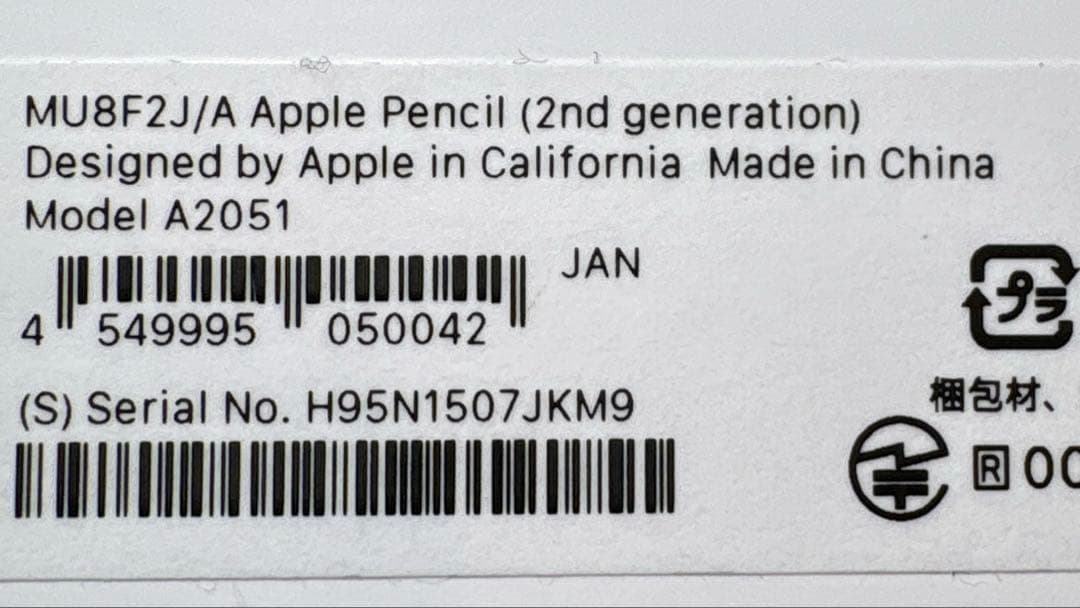 MU8F2J/A Apple Pencil (2nd generation)
Designed by Apple in California Made in China
Model A2051
JAN
4 549995 050042
プラ
(S) Serial No. H95N1507JKM9
梱包材、
R 00